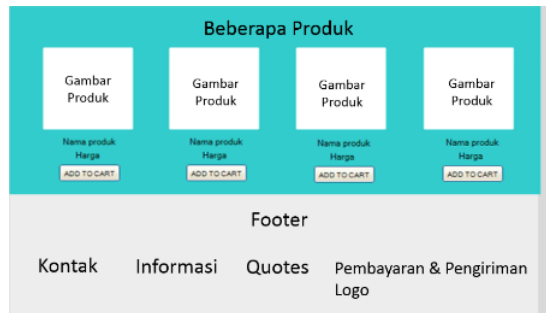 Beberapa Produk
Gambar Gambar Gambar Gambar
Produk Produk Produk Produk
Nama produk Nama produk Nama produk Nama produk
Harga Harga Harga Harga
ADD TO CART ADD TO CART ADD TO CART ADD TO CART
Footer
Kontak Informasi Quotes Pembayaran & Pengiriman
Logo